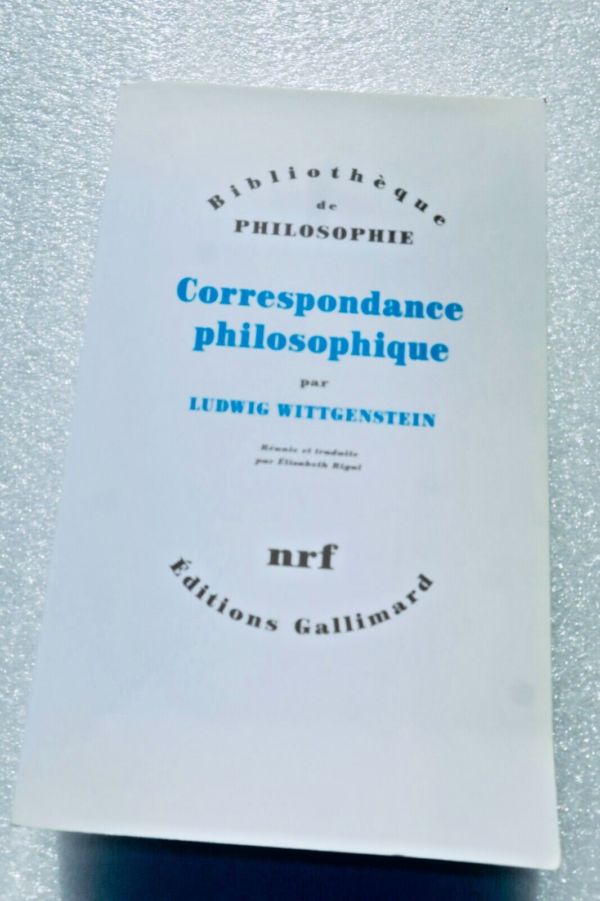 Bibliothèque
de
PHILOSOPHIE
Correspondance
philosophique
par
LUDWIG WITTGENSTEIN
Réunie et traduite
par Élisabeth Rigal
nrf
Éditions Gallimard